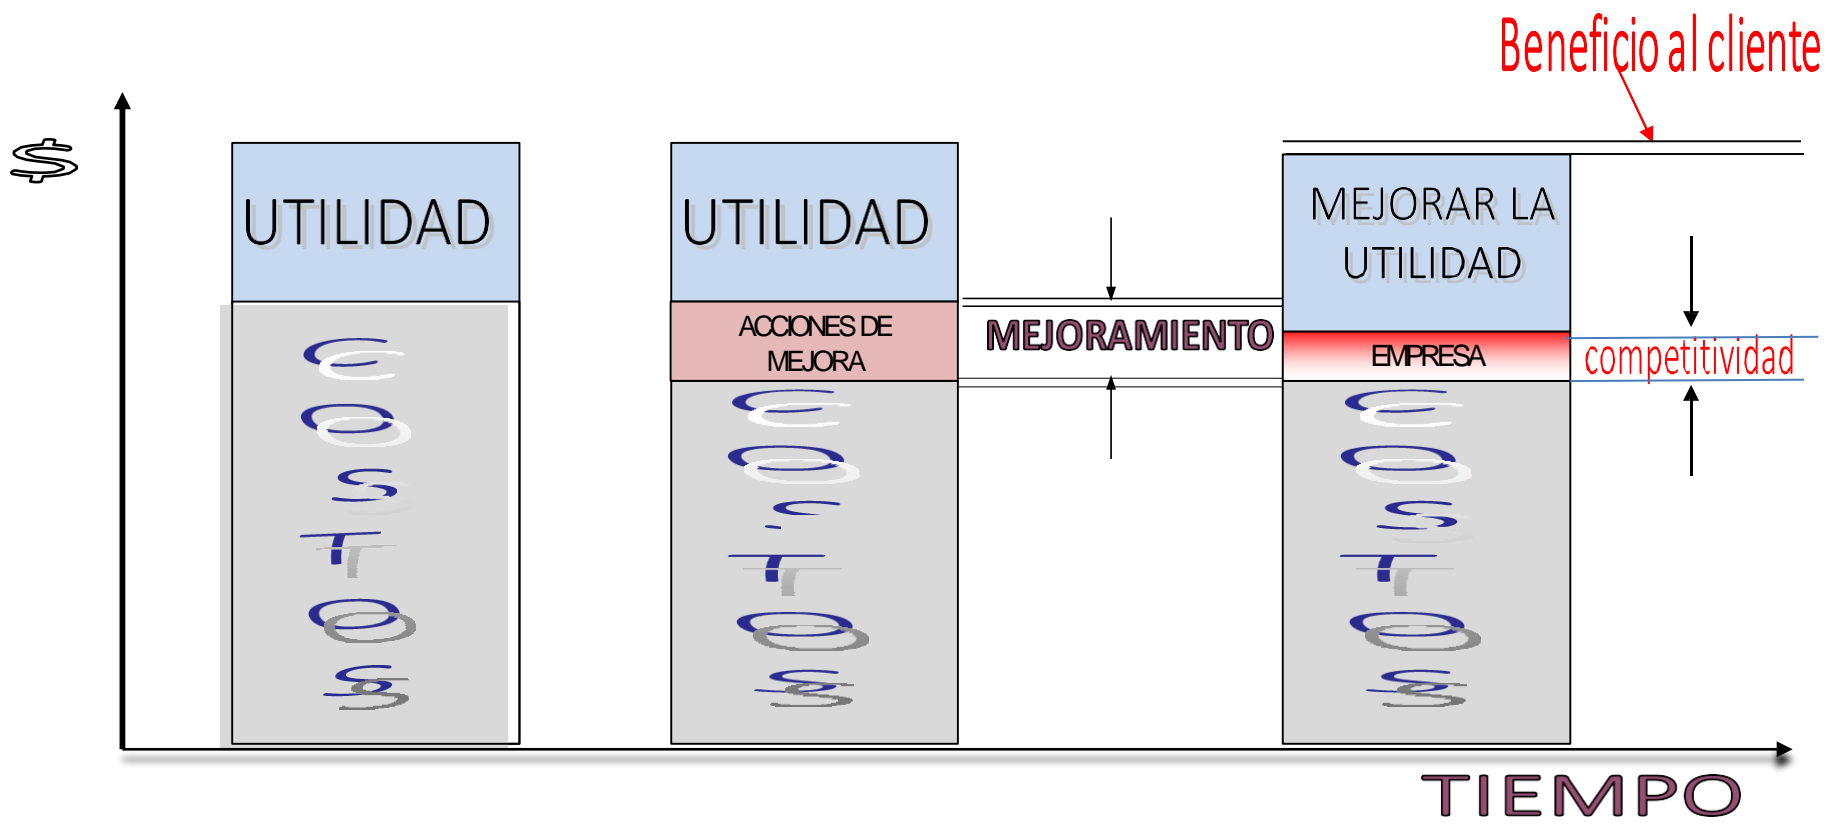 Beneficio al cliente
$
UTILIDAD
COSTOS
UTILIDAD
ACCIONES DE
MEJORA
COSTOS
MEJORAMIENTO
MEJORAR LA
UTILIDAD
EMPRESA
COSTOS
competitividad
TIEMPO